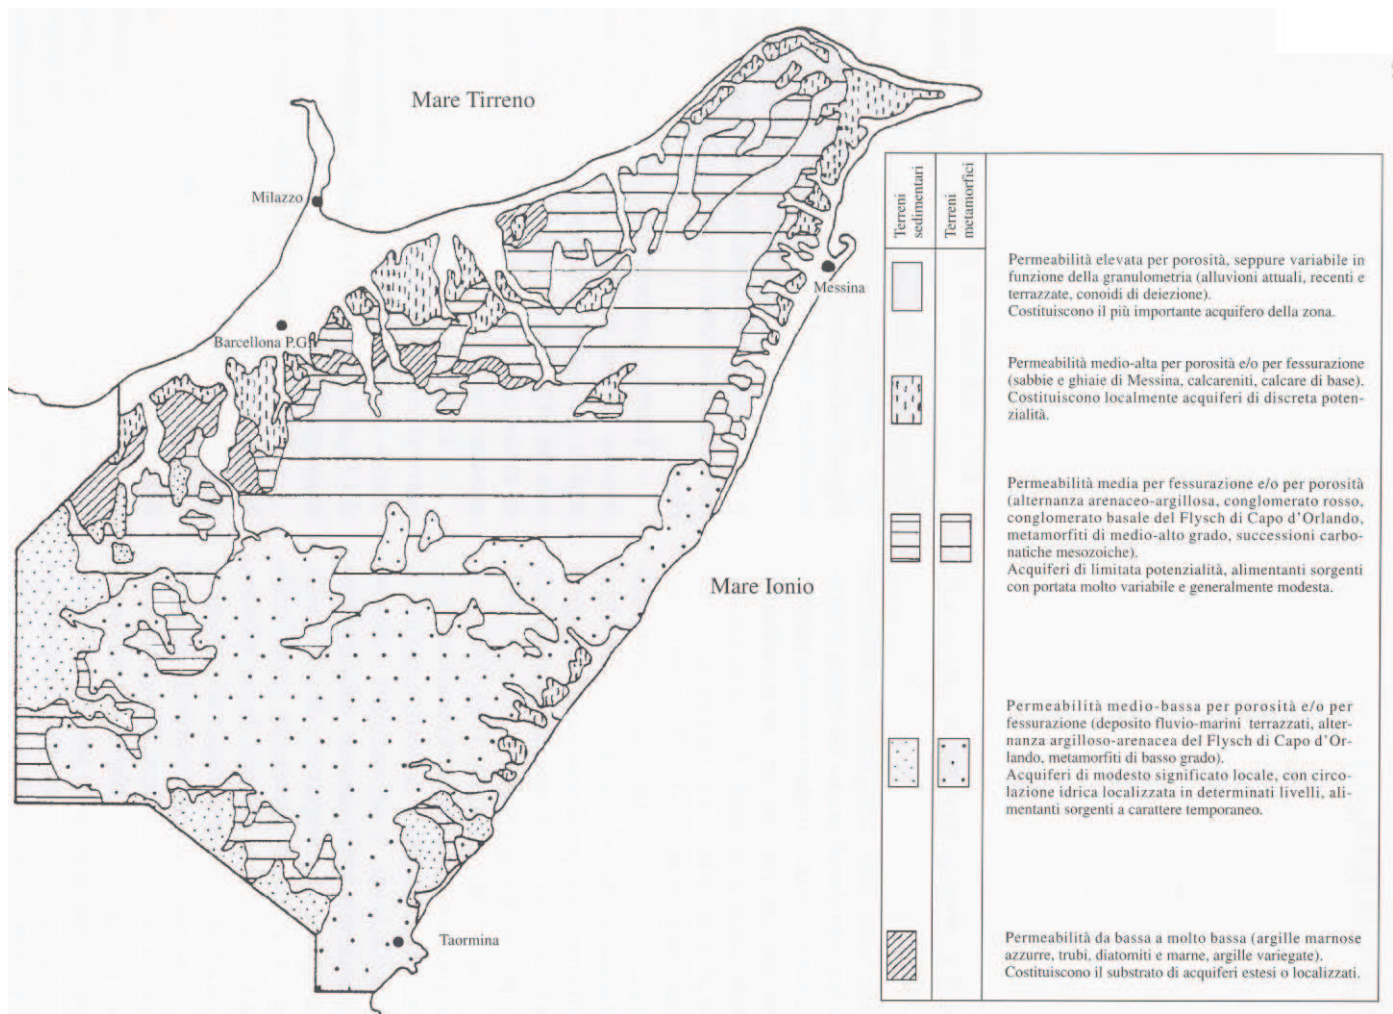 Mare Tirreno
Milazzo
Messina
Barcellona P.G.
Mare Ionio
Taormina
Terreni
sedimentari
Terreni
metamorfici
Permeabilità elevata per porosità, seppure variabile in
funzione della granulometria (alluvioni attuali, recenti e
terrazzate, conoidi di deiezione).
Costituiscono il più importante acquifero della zona.
Permeabilità medio-alta per porosità e/o per fessurazione
(sabbie e ghiaie di Messina, calcareniti, calcare di base).
Costituiscono localmente acquiferi di discreta poten-
zialità.
Permeabilità media per fessurazione e/o per porosità
(alternanza arenaceo-argillosa, conglomerato rosso,
conglomerato basale del Flysch di Capo d'Orlando,
metamorfiti di medio-alto grado, successioni carbo-
natiche mesozoiche).
Acquiferi di limitata potenzialità, alimentanti sorgenti
con portata molto variabile e generalmente modesta.
Permeabilità medio-bassa per porosità e/o per
fessurazione (deposito fluvio-marini terrazzati, alter-
nanza argilloso-arenacea del Flysch di Capo d'Or-
lando, metamorfiti di basso grado).
Acquiferi di modesto significato locale, con circo-
lazione idrica localizzata in determinati livelli, ali-
mentanti sorgenti a carattere temporaneo.
Permeabilità da bassa a molto bassa (argille marnose
azzurre, trubi, diatomiti e marne, argille variegate).
Costituiscono il substrato di acquiferi estesi o localizzati.